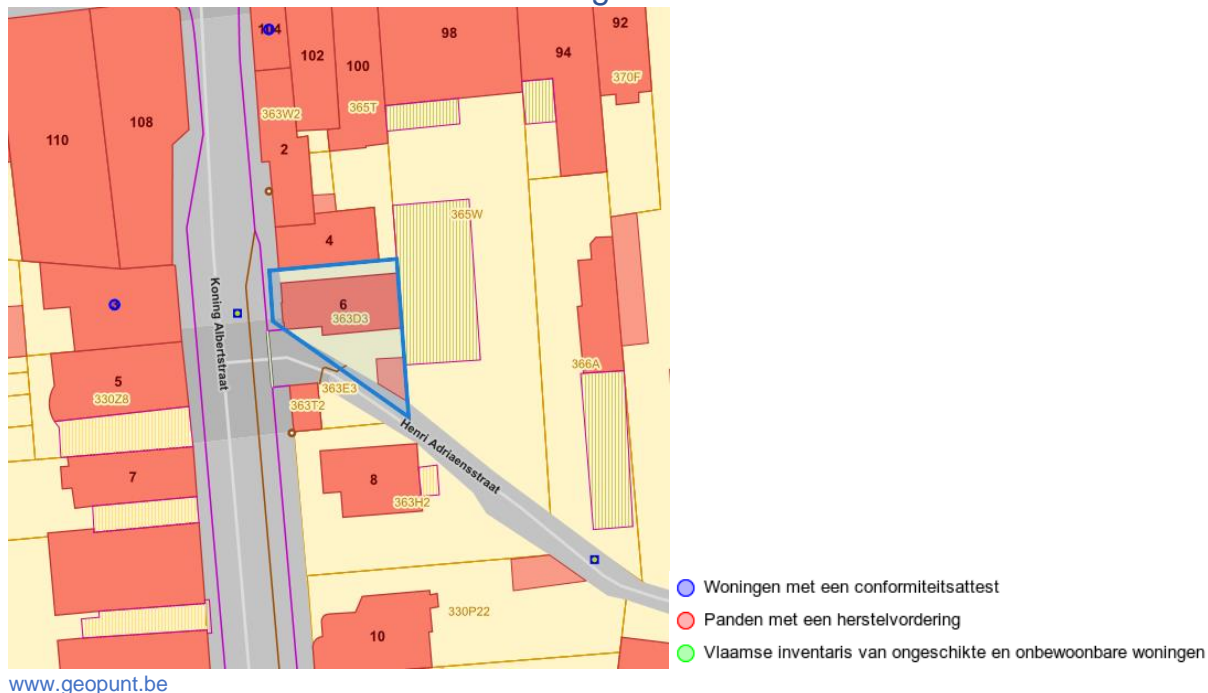 110
108
114
102
100
98
94
92
370F
363W2
365T
2
365W
4
Koning Albertstraat
6
363D3
5
330Z8
363E3
363T2
366A
Henri Adriaensstraat
7
8
363H2
330P22
10
Woningen met een conformiteitsattest
Panden met een herstelvordering
Vlaamse inventaris van ongeschikte en onbewoonbare woningen
www.geopunt.be